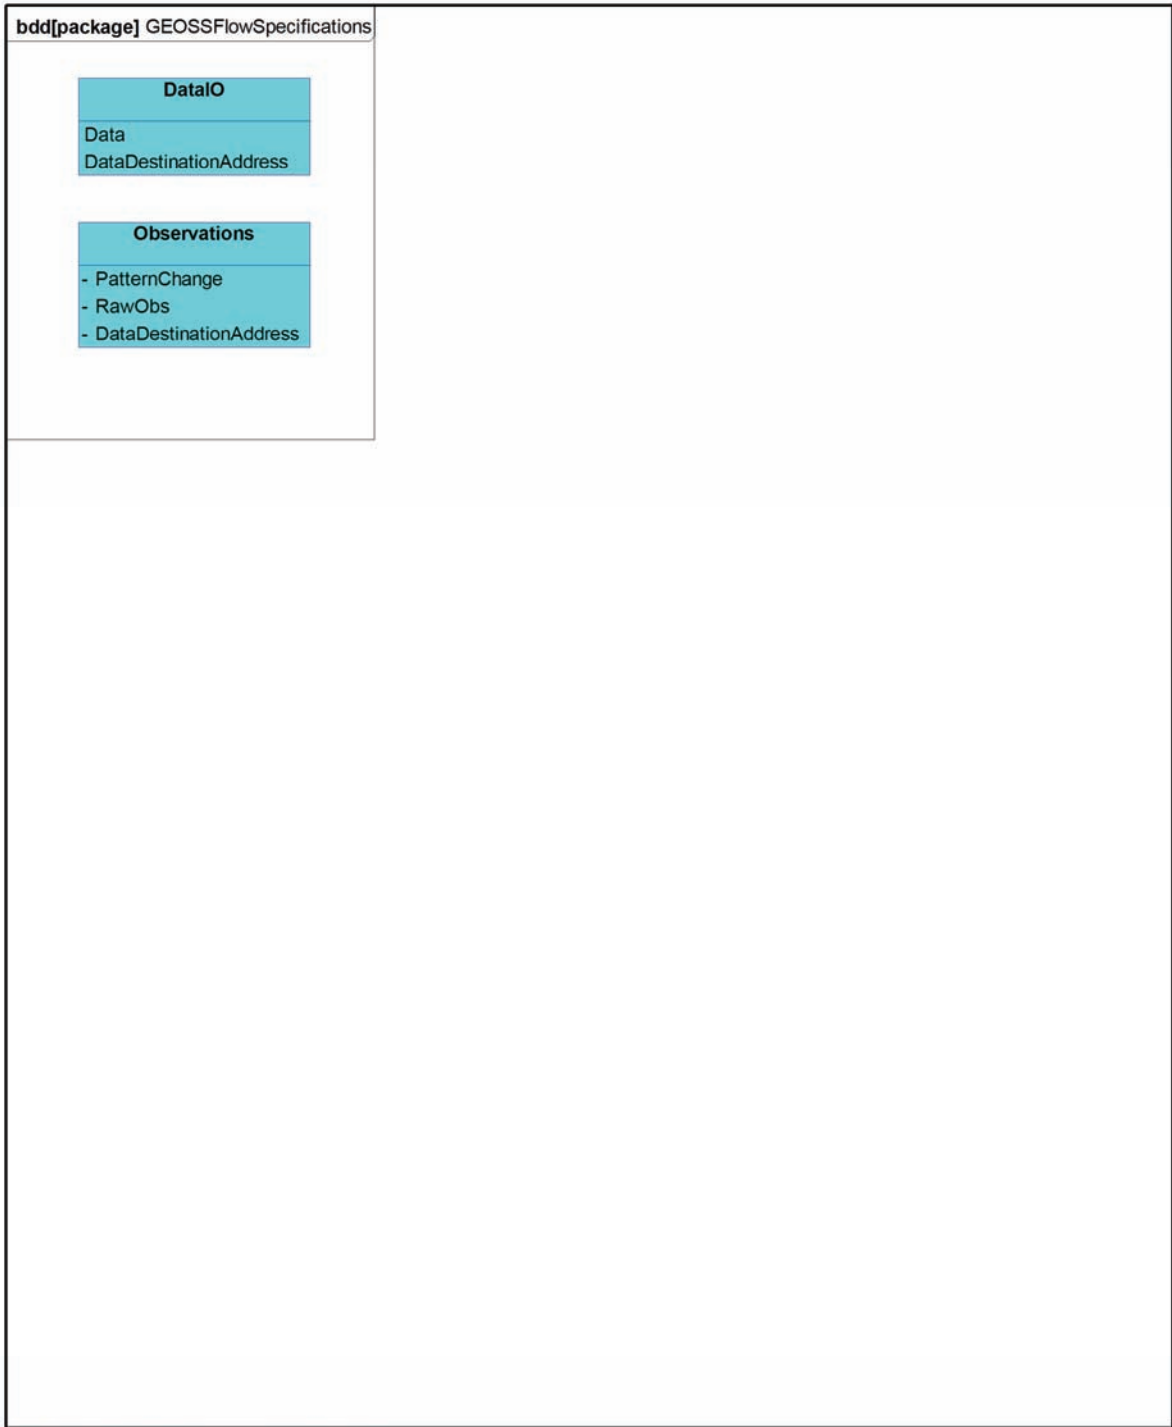 bdd[package] GEOSSFlowSpecifications
DataIO
Data
DataDestinationAddress
Observations
- PatternChange
- RawObs
- DataDestinationAddress